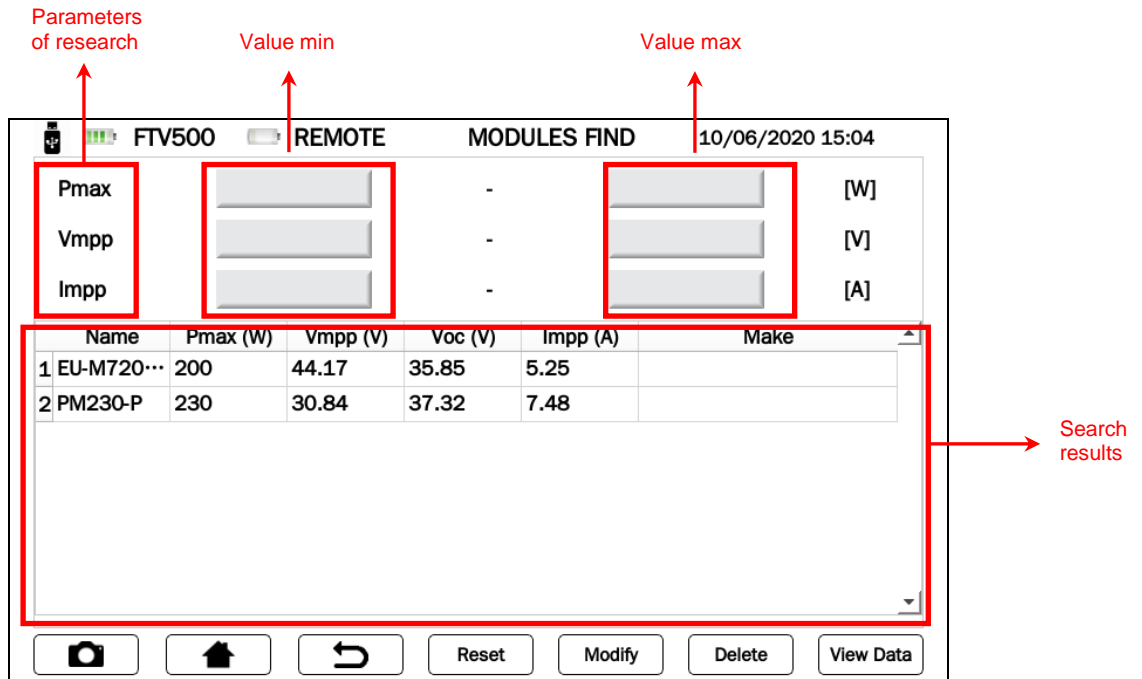 Parameters
of research
Value min
Value max
FTV500 REMOTE MODULES FIND 10/06/2020 15:04
Pmax - [W]
Vmpp - [V]
Impp - [A]
Name Pmax (W) Vmpp (V) Voc (V) Impp (A) Make
1 EU-M720… 200 44.17 35.85 5.25
2 PM230-P 230 30.84 37.32 7.48
Search
results
Reset Modify Delete View Data